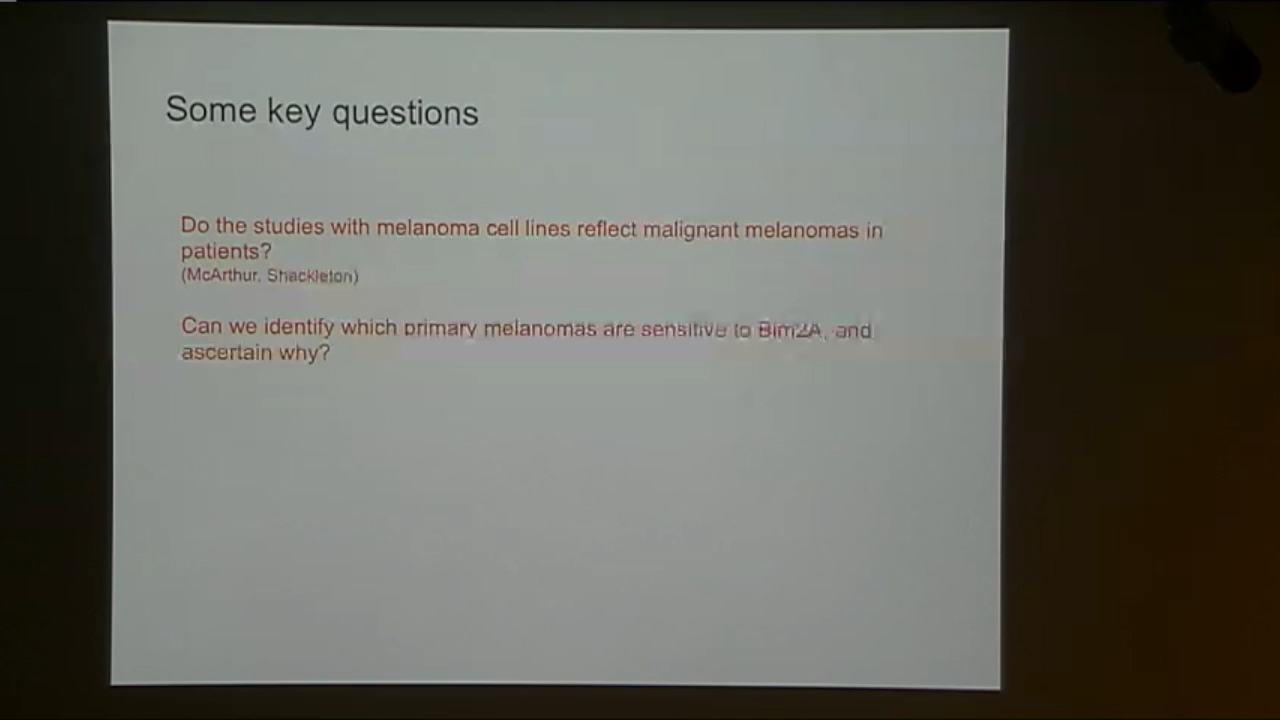 Some key questions
Do the studies with melanoma cell lines reflect malignant melanomas in
patients?
(McArthur, Shackleton)
Can we identify which primary melanomas are sensitive to Bim2A, and
ascertain why?